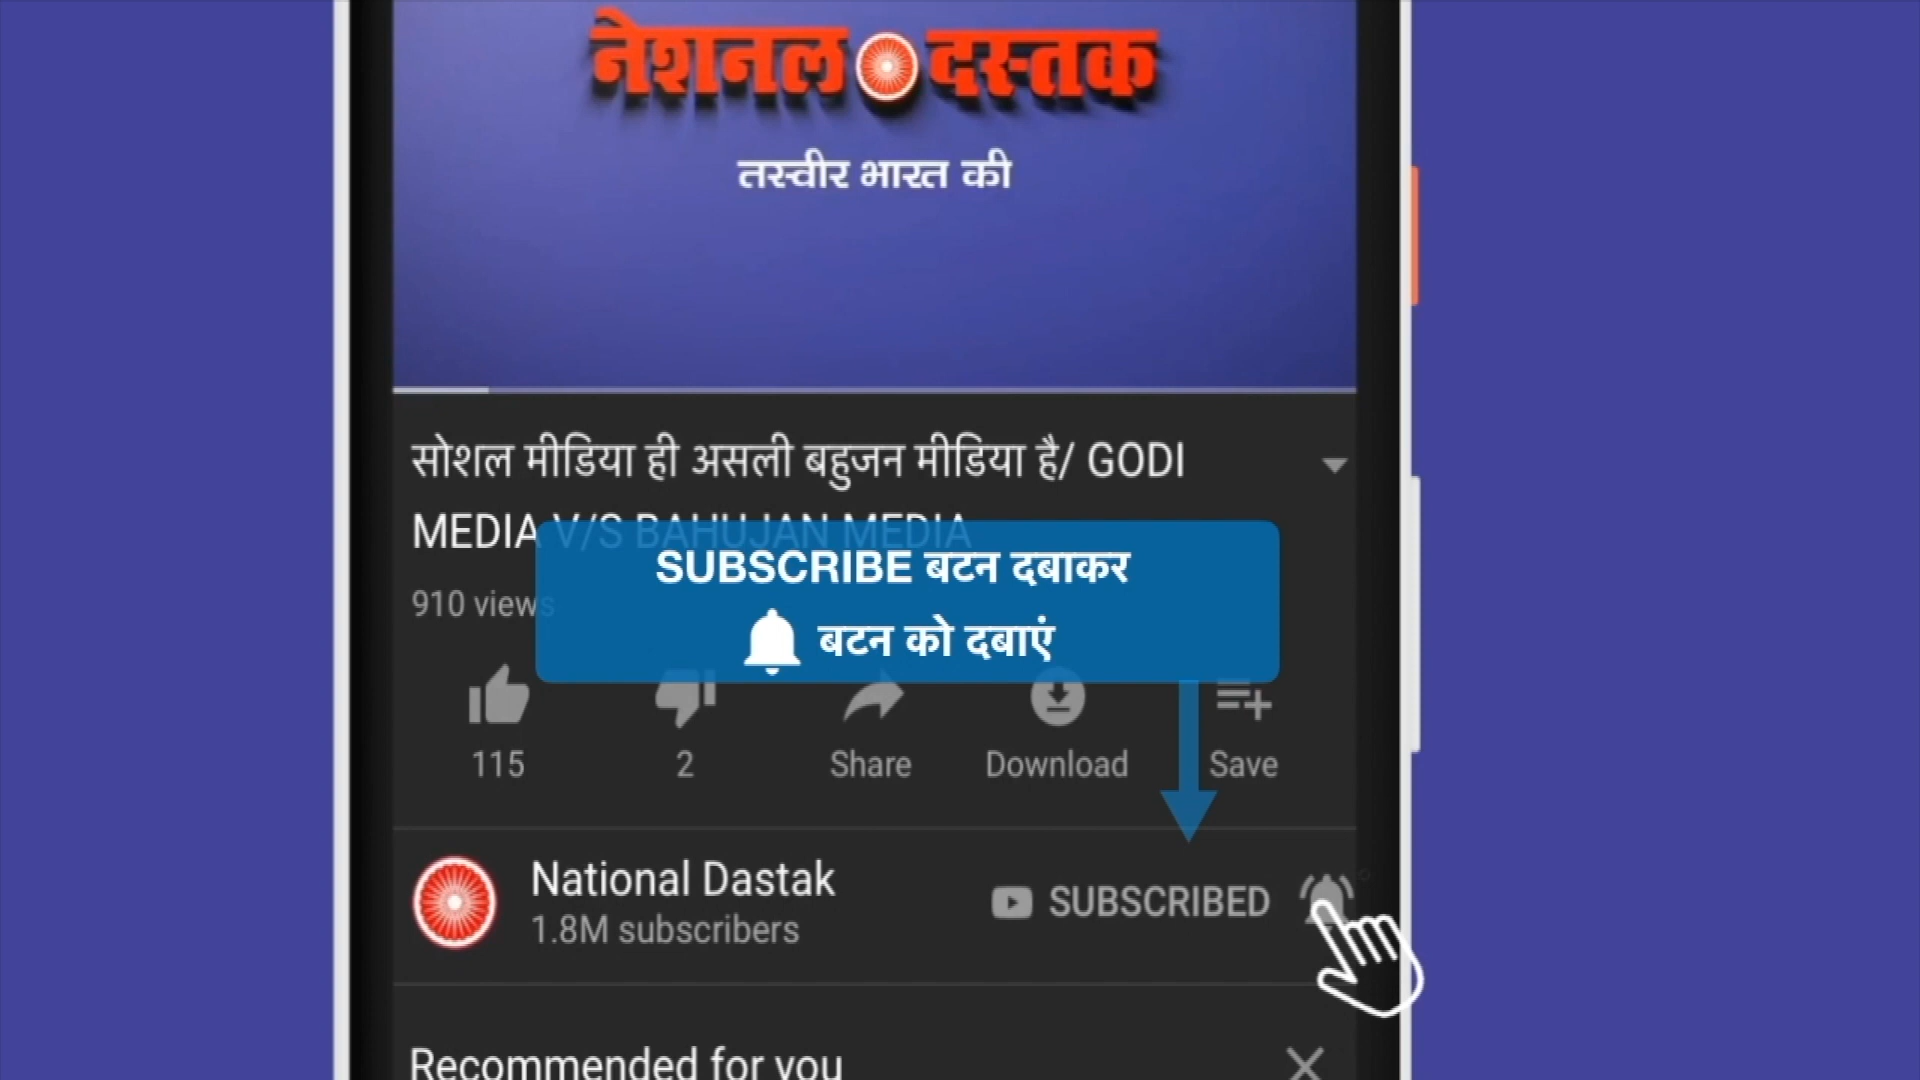 नेशनल दस्तक
तस्वीर भारत की
सोशल मीडिया ही असली बहुजन मीडिया है/ GODI
MEDIA V/S BAHUJAN MEDIA
910 views
SUBSCRIBE बटन दबाकर
बटन को दबाएं
115
2
Share
Download
Save
National Dastak
1.8M subscribers
SUBSCRIBED
Recommended for you